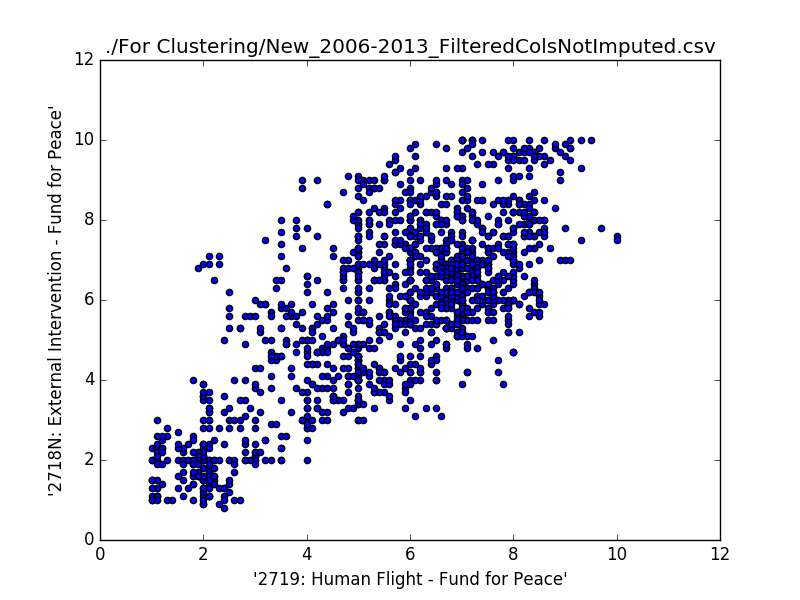 ./For Clustering/New_2006-2013_FilteredColsNotImputed.csv
12
10
8
6
4
2
0
'2718N: External Intervention - Fund for Peace'
0 2 4 6 8 10 12
'2719: Human Flight - Fund for Peace'